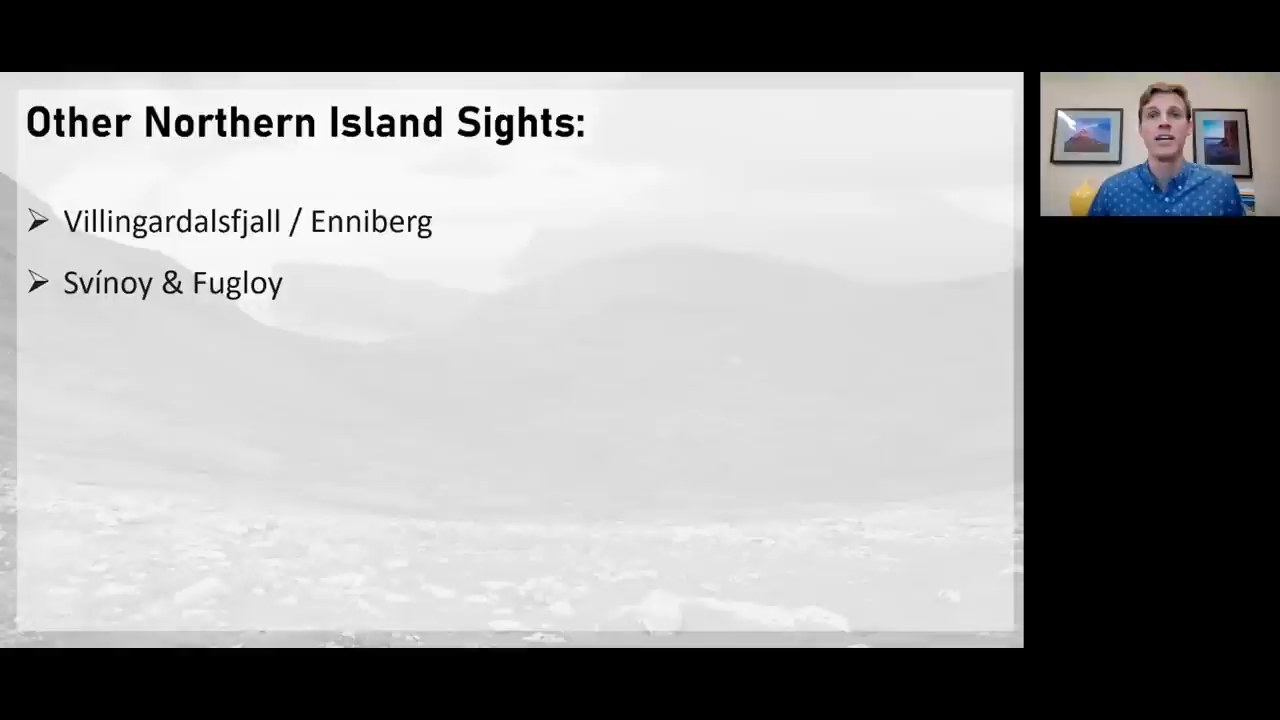 Other Northern Island Sights:
➢ Villingardalsfjall / Enniberg
➢ Svínoy & Fugloy